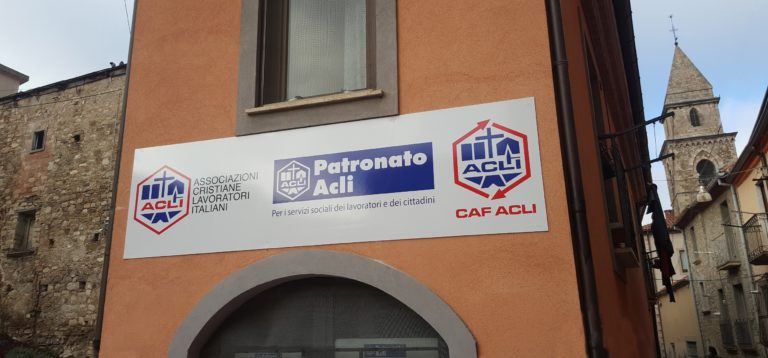 ACLI
ASSOCIAZIONI
CRISTIANE
LAVORATORI
ITALIANI
ACLI
Patronato
Acli
Per i servizi sociali dei lavoratori e dei cittadini
ACLI
CAF ACLI